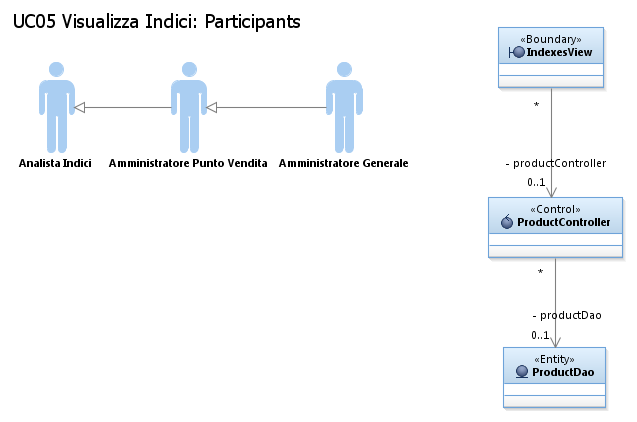 UC05 Visualizza Indici: Participants
Analista Indici
Amministratore Punto Vendita
Amministratore Generale
«Boundary»
IndexesView
*
- productController
0..1
«Control»
ProductController
*
- productDao
0..1
«Entity»
ProductDao